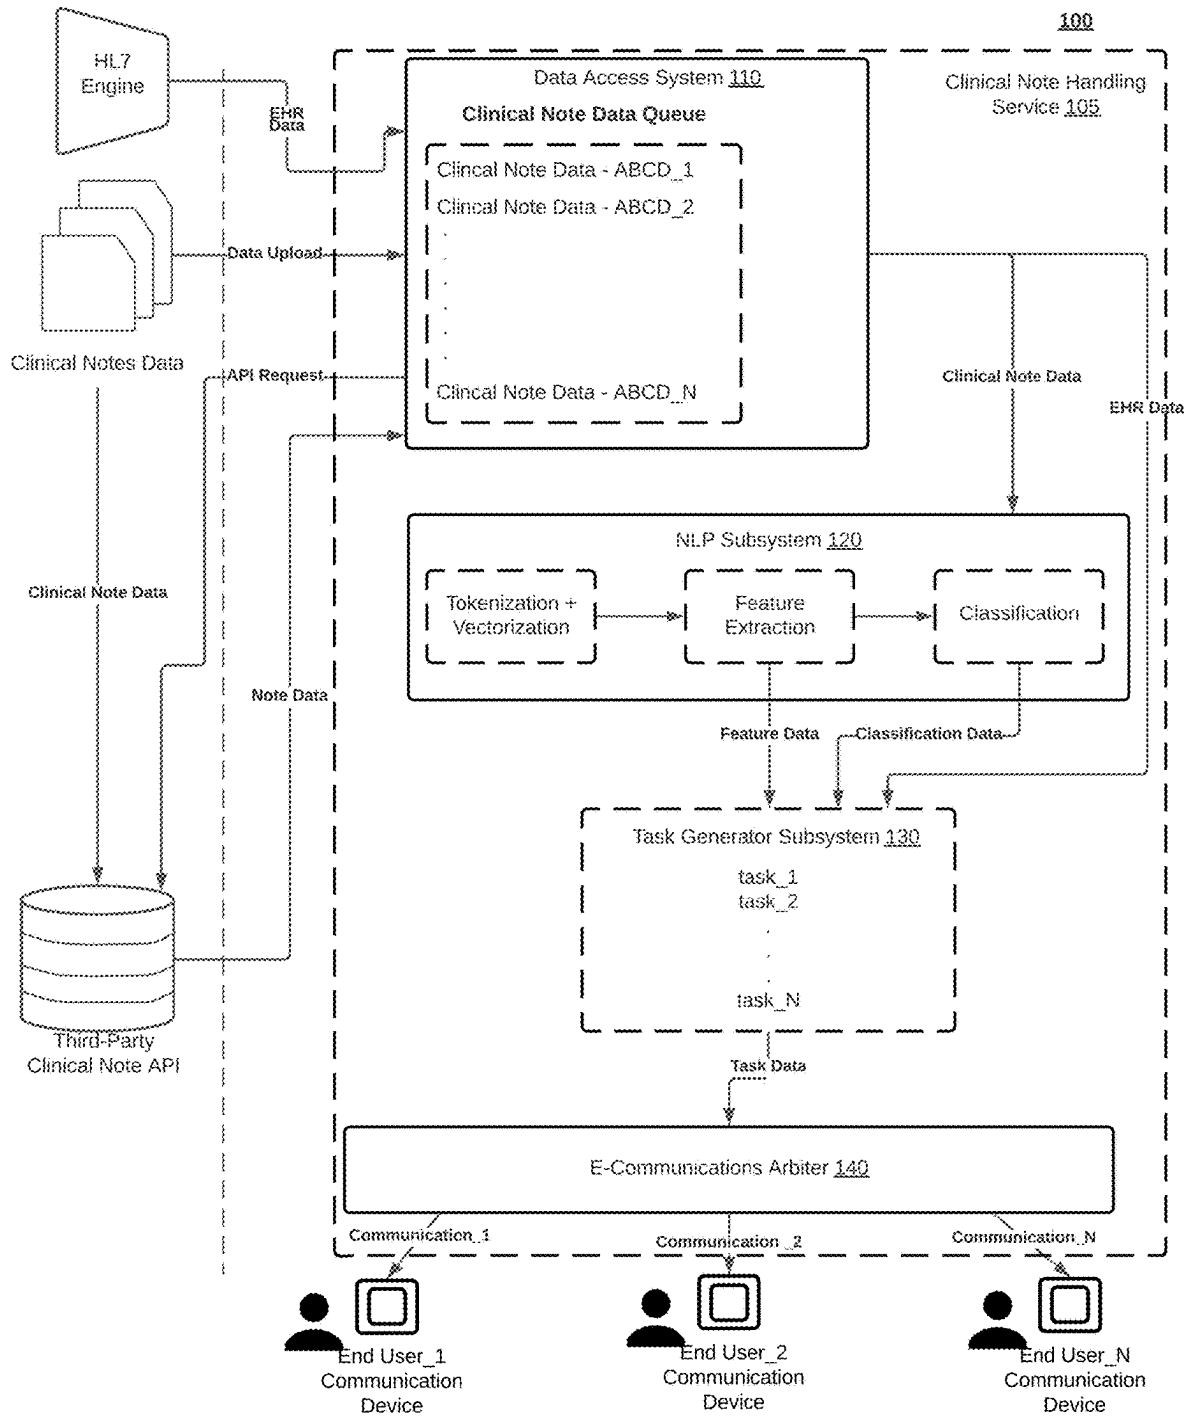 100
HL7
Engine
Data Access System 110
Clinical Note Handling
Service 105
EHR
Data
Clinical Note Data Queue
Clincal Note Data - ABCD_1
Clincal Note Data - ABCD_2
Data Upload
Clinical Notes Data
API Request
Clincal Note Data - ABCD_N
Clinical Note Data
EHR Data
NLP Subsystem 120
Tokenization +
Vectorization
Feature
Extraction
Classification
Clinical Note Data
Note Data
Feature Data
Classification Data
Task Generator Subsystem 130
task_1
task_2
task_N
Third-Party
Clinical Note API
Task Data
E-Communications Arbiter 140
Communication_1
Communication _2
Communication_N
End User_1
Communication
Device
End User_2
Communication
Device
End User_N
Communication
Device